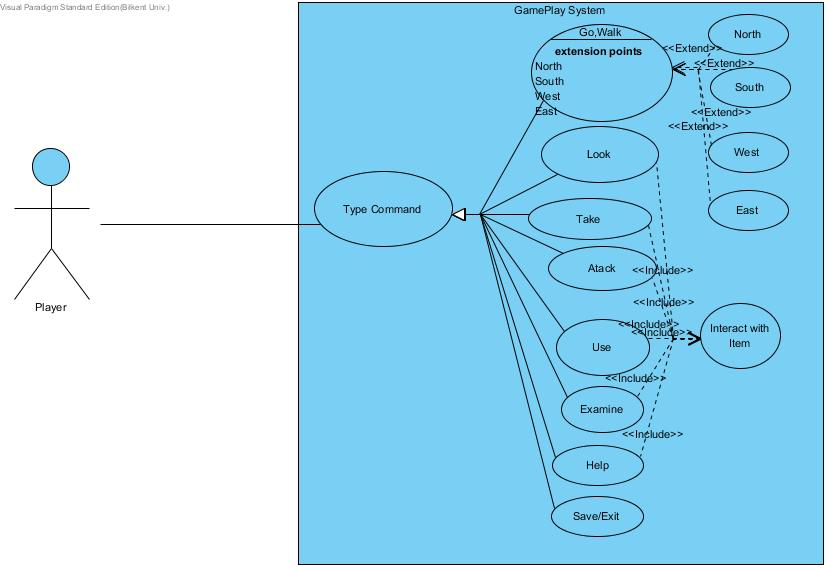 Visual Paradigm Standard Edition(Bilkent Univ.)
GamePlay System
Go,Walk
extension points
North
South
West
East
<<Extend>>
North
<<Extend>>
South
<<Extend>>
<<Extend>>
West
East
Look
Type Command
Take
Atack
<<Include>>
<<Include>>
<<Include>>
<<Include>>
Interact with
Item
Use
<<Include>>
Examine
<<Include>>
Help
Save/Exit
Player